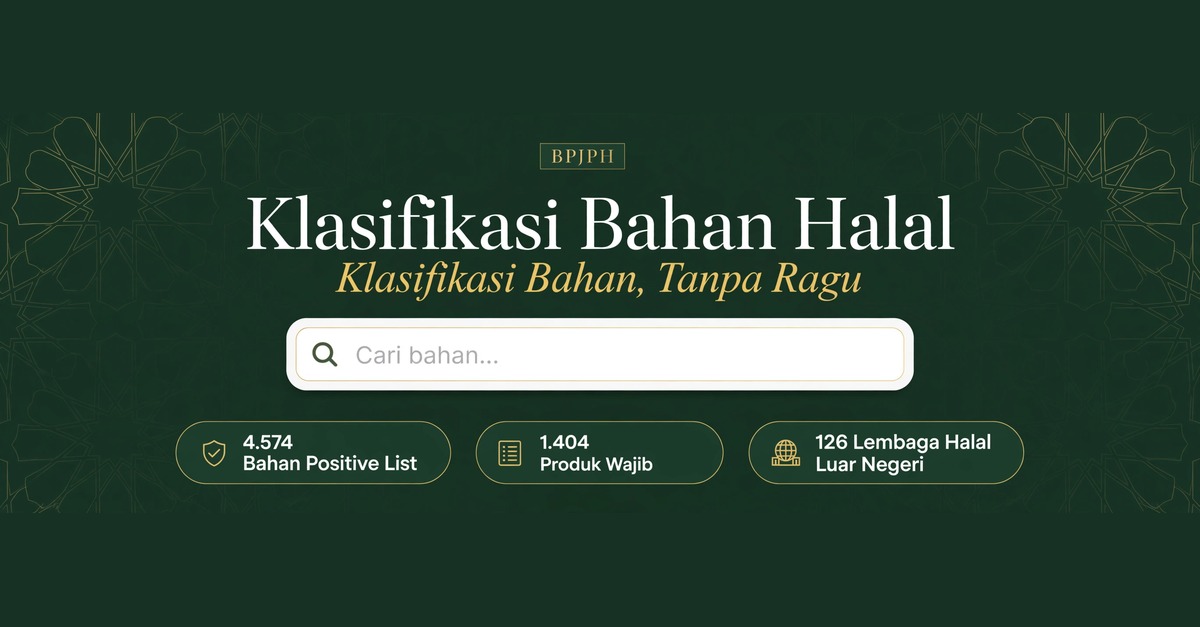 BPJPH
Klasifikasi Bahan Halal
Klasifikasi Bahan, Tanpa Ragu
Cari bahan...
4.574
Bahan Positive List
1.404
Produk Wajib
126 Lembaga Halal
Luar Negeri